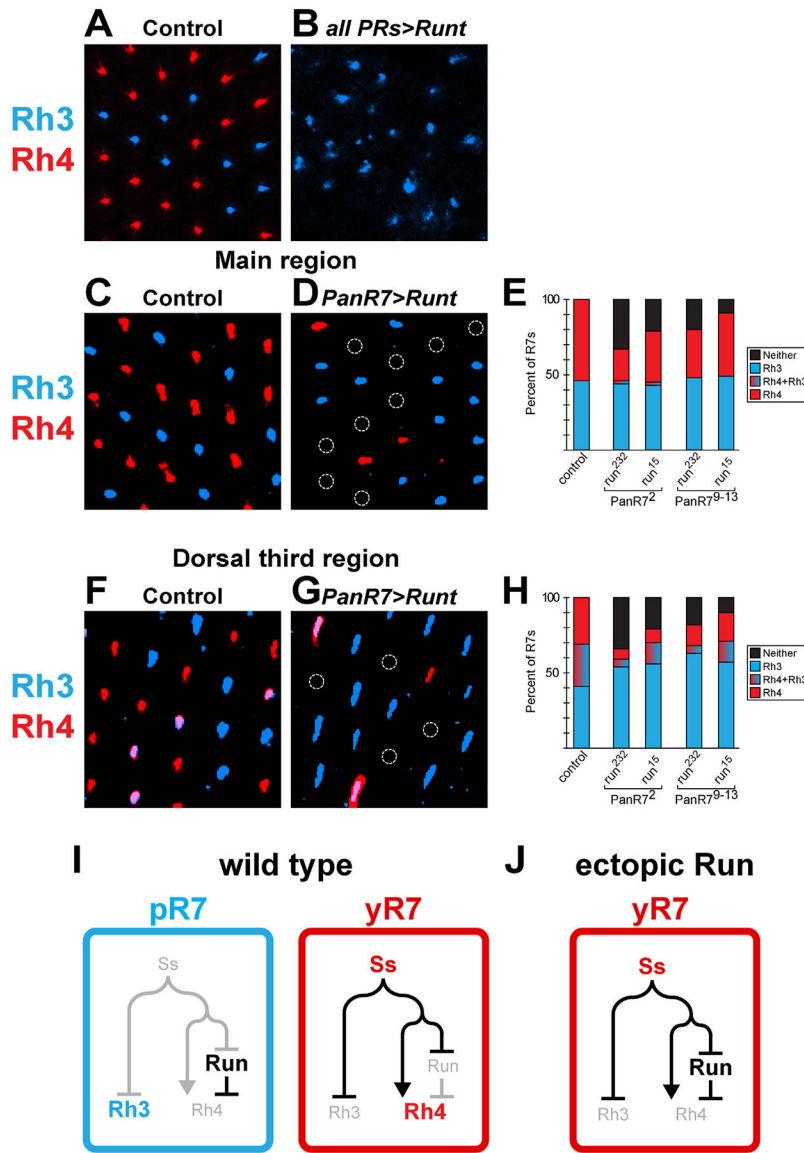 A Control B all PRs>Runt
Rh3
Rh4
Main region
C Control D PanR7>Runt E
Rh3
Rh4
100
50
Percent of R7s
Neither
Rh3
Rh4+Rh3
Rh4
control run232 run15 run232 run15
PanR72 PanR79-13
Dorsal third region
F Control G PanR7>Runt H
Rh3
Rh4
100
50
Percent of R7s
Neither
Rh3
Rh4+Rh3
Rh4
control run232 run15 run232 run15
PanR72 PanR79-13
I wild type J ectopic Run
pR7 yR7 yR7
Ss Ss Ss
Run Run Run
Rh3 Rh4 Rh3 Rh4 Rh3 Rh4